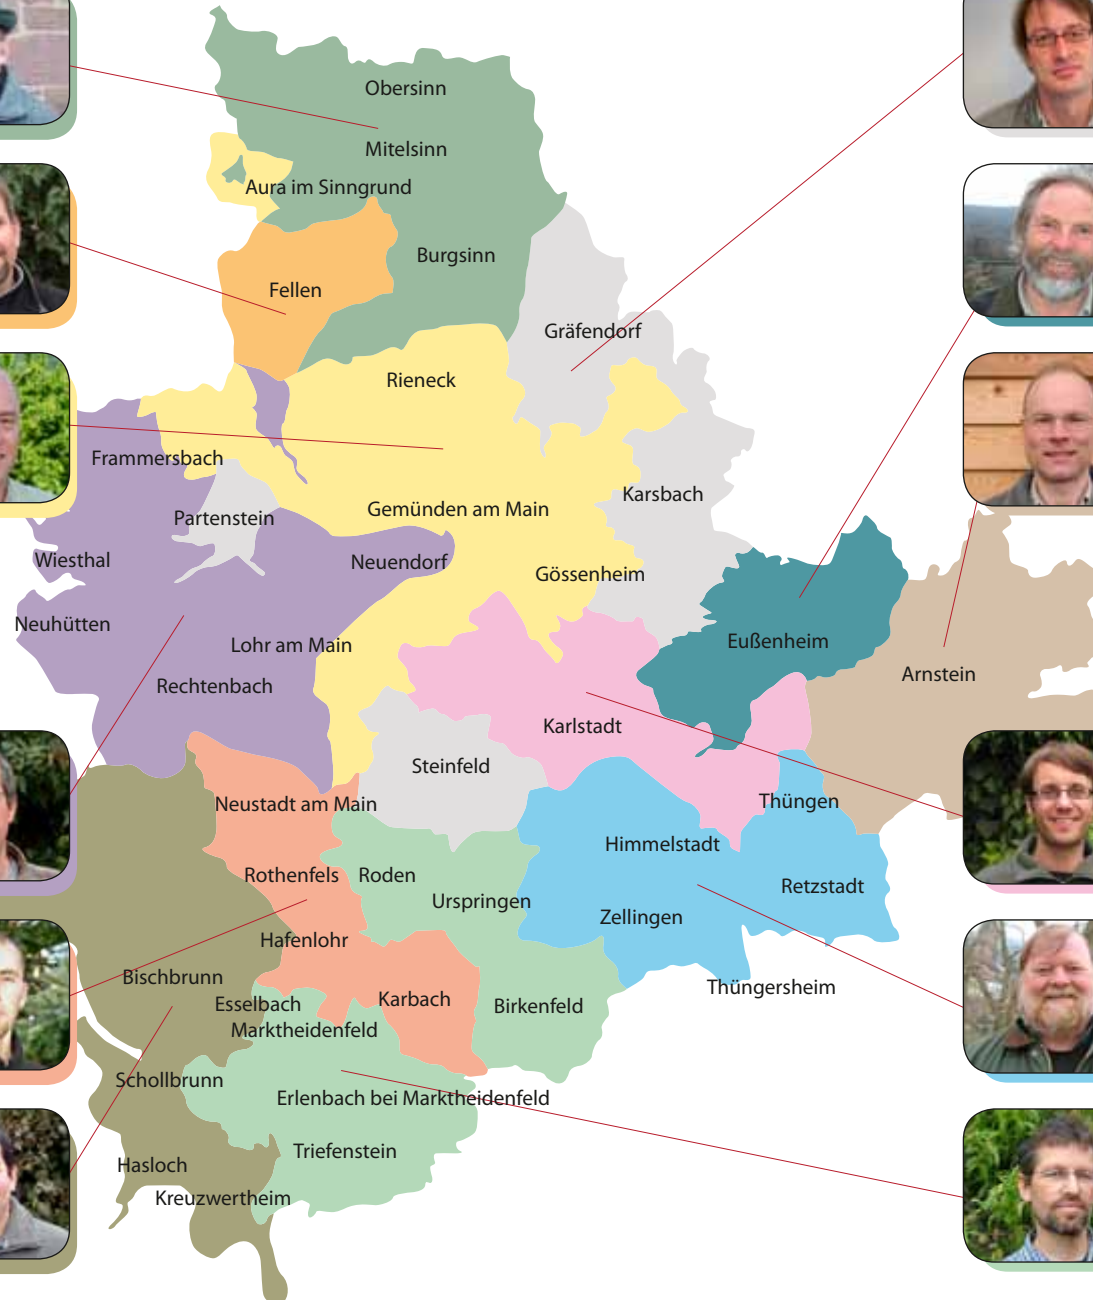 Obersinn
Mitelsinn
Aura im Sinngrund
Burgsinn
Fellen
Gräfendorf
Rieneck
Frammersbach
Karsbach
Gemünden am Main
Partenstein
Wiesthal
Neuendorf
Gössenheim
Neuhütten
Lohr am Main
Eußenheim
Arnstein
Rechtenbach
Karlstadt
Steinfeld
Neustadt am Main
Thüngen
Himmelstadt
Rothenfels
Roden
Retzstadt
Urspringen
Zellingen
Hafenlohr
Bischbrunn
Thüngersheim
Esselbach
Karbach
Birkenfeld
Marktheidenfeld
Schollbrunn
Erlenbach bei Marktheidenfeld
Triefenstein
Hasloch
Kreuzwertheim